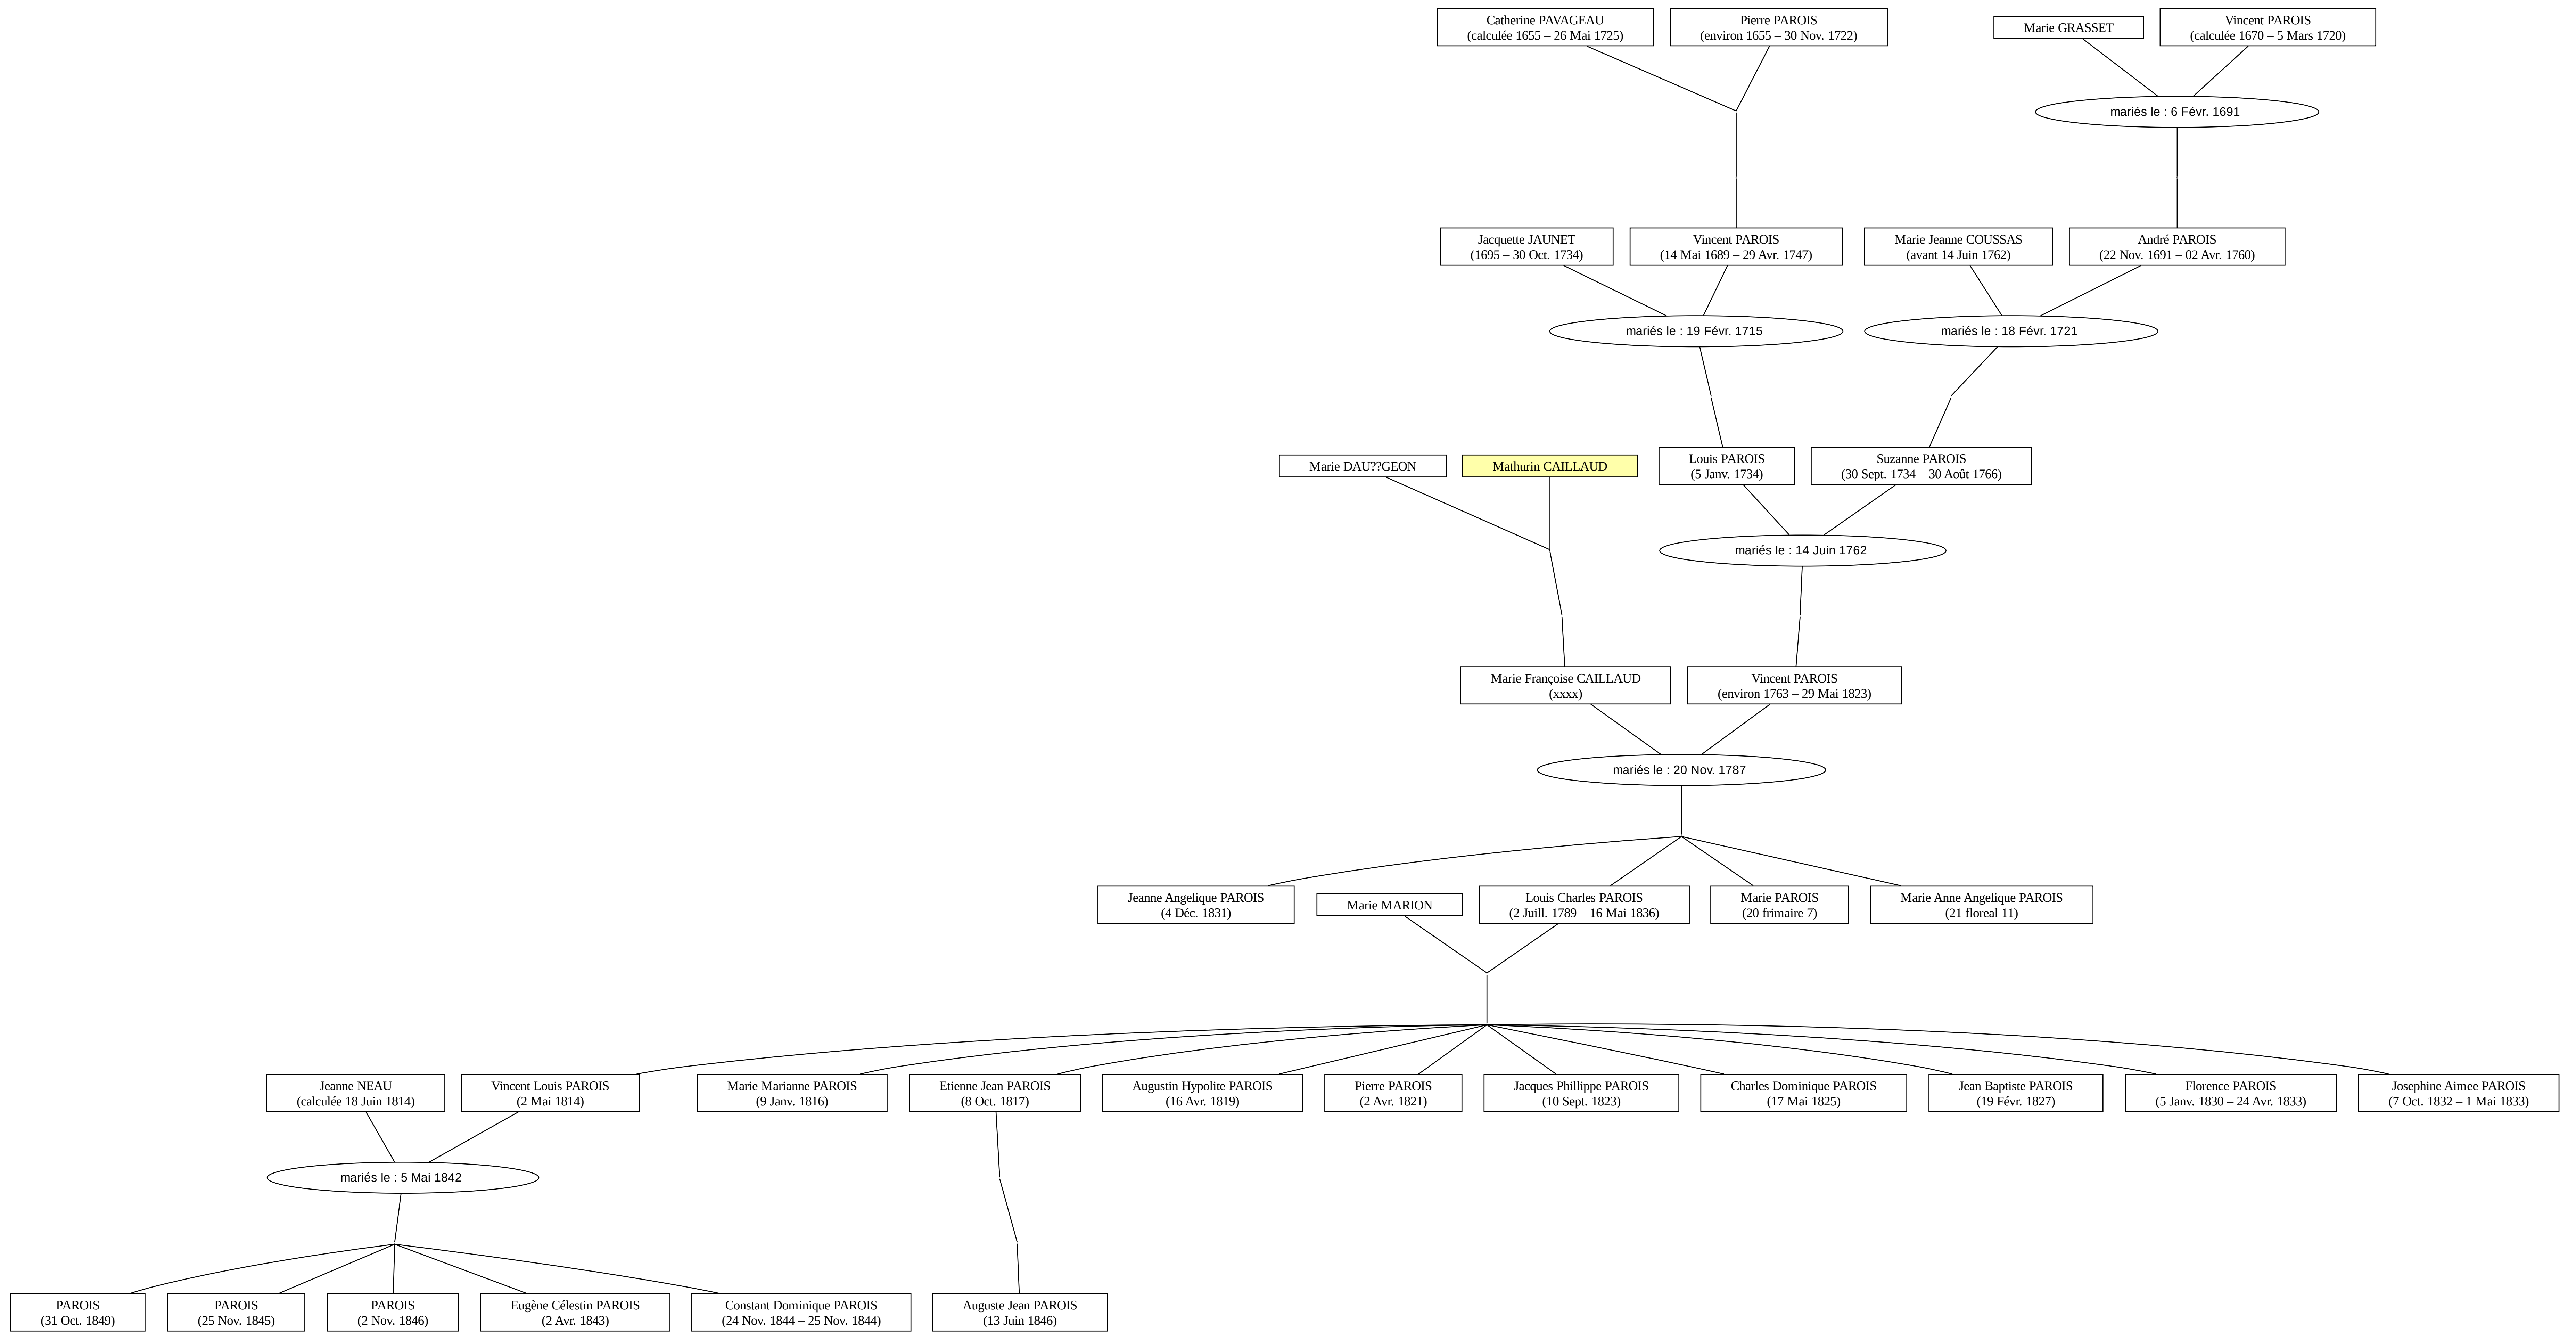 Catherine PAVAGEAU
(calculée 1655 – 26 Mai 1725)
Pierre PAROIS
(environ 1655 – 30 Nov. 1722)
Marie GRASSET
Vincent PAROIS
(calculée 1670 – 5 Mars 1720)
mariés le : 6 Févr. 1691
Jacquette JAUNET
(1695 – 30 Oct. 1734)
Vincent PAROIS
(14 Mai 1689 – 29 Avr. 1747)
Marie Jeanne COUSSAS
(avant 14 Juin 1762)
André PAROIS
(22 Nov. 1691 – 02 Avr. 1760)
mariés le : 19 Févr. 1715
mariés le : 18 Févr. 1721
Marie DAU??GEON
Mathurin CAILLAUD
Louis PAROIS
(5 Janv. 1734)
Suzanne PAROIS
(30 Sept. 1734 – 30 Août 1766)
mariés le : 14 Juin 1762
Marie Françoise CAILLAUD
(xxxx)
Vincent PAROIS
(environ 1763 – 29 Mai 1823)
mariés le : 20 Nov. 1787
Jeanne Angelique PAROIS
(4 Déc. 1831)
Marie MARION
Louis Charles PAROIS
(2 Juill. 1789 – 16 Mai 1836)
Marie PAROIS
(20 frimaire 7)
Marie Anne Angelique PAROIS
(21 floreal 11)
Jeanne NEAU
(calculée 18 Juin 1814)
Vincent Louis PAROIS
(2 Mai 1814)
Marie Marianne PAROIS
(9 Janv. 1816)
Etienne Jean PAROIS
(8 Oct. 1817)
Augustin Hypolite PAROIS
(16 Avr. 1819)
Pierre PAROIS
(2 Avr. 1821)
Jacques Phillippe PAROIS
(10 Sept. 1823)
Charles Dominique PAROIS
(17 Mai 1825)
Jean Baptiste PAROIS
(19 Févr. 1827)
Florence PAROIS
(5 Janv. 1830 – 24 Avr. 1833)
Josephine Aimee PAROIS
(7 Oct. 1832 – 1 Mai 1833)
mariés le : 5 Mai 1842
PAROIS
(31 Oct. 1849)
PAROIS
(25 Nov. 1845)
PAROIS
(2 Nov. 1846)
Eugène Célestin PAROIS
(2 Avr. 1843)
Constant Dominique PAROIS
(24 Nov. 1844 – 25 Nov. 1844)
Auguste Jean PAROIS
(13 Juin 1846)